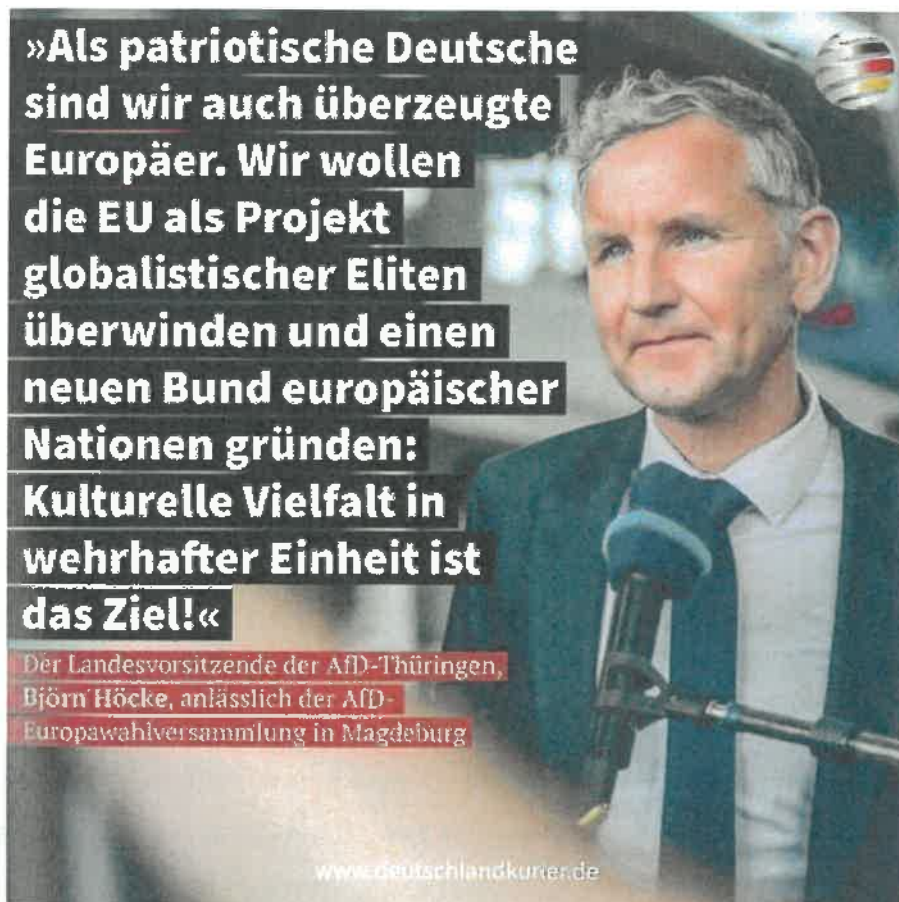 »Als patriotische Deutsche
sind wir auch überzeugte
Europäer. Wir wollen
die EU als Projekt
globalistischer Eliten
überwinden und einen
neuen Bund europäischer
Nationen gründen:
Kulturelle Vielfalt in
wehrhafter Einheit ist
das Ziel!«
Der Landesvorsitzende der AfD-Thüringen,
Björn Höcke, anlässlich der AfD-
Europawahlversammlung in Magdeburg
www.deutschlandkurier.de